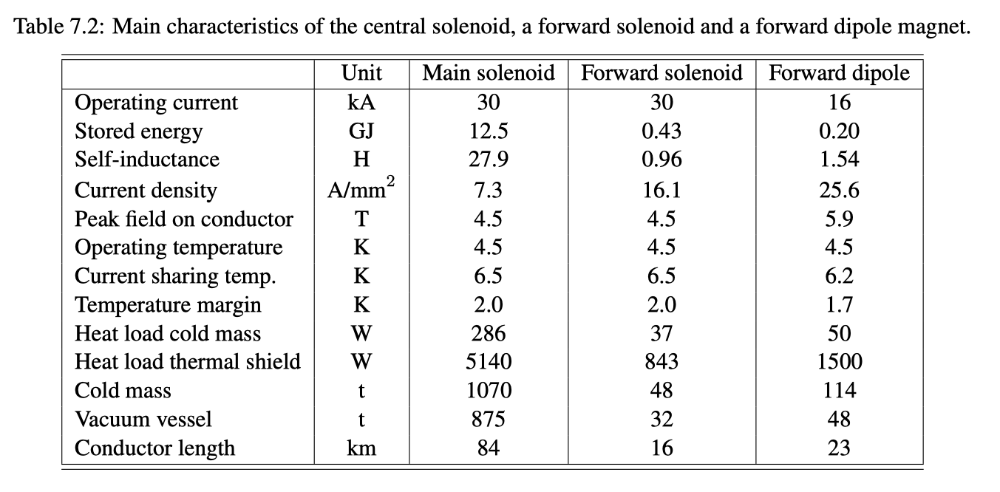 Table 7.2: Main characteristics of the central solenoid, a forward solenoid and a forward dipole magnet.
Unit Main solenoid Forward solenoid Forward dipole
Operating current kA 30 30 16
Stored energy GJ 12.5 0.43 0.20
Self-inductance H 27.9 0.96 1.54
Current density A/mm² 7.3 16.1 25.6
Peak field on conductor T 4.5 4.5 5.9
Operating temperature K 4.5 4.5 4.5
Current sharing temp. K 6.5 6.5 6.2
Temperature margin K 2.0 2.0 1.7
Heat load cold mass W 286 37 50
Heat load thermal shield W 5140 843 1500
Cold mass t 1070 48 114
Vacuum vessel t 875 32 48
Conductor length km 84 16 23